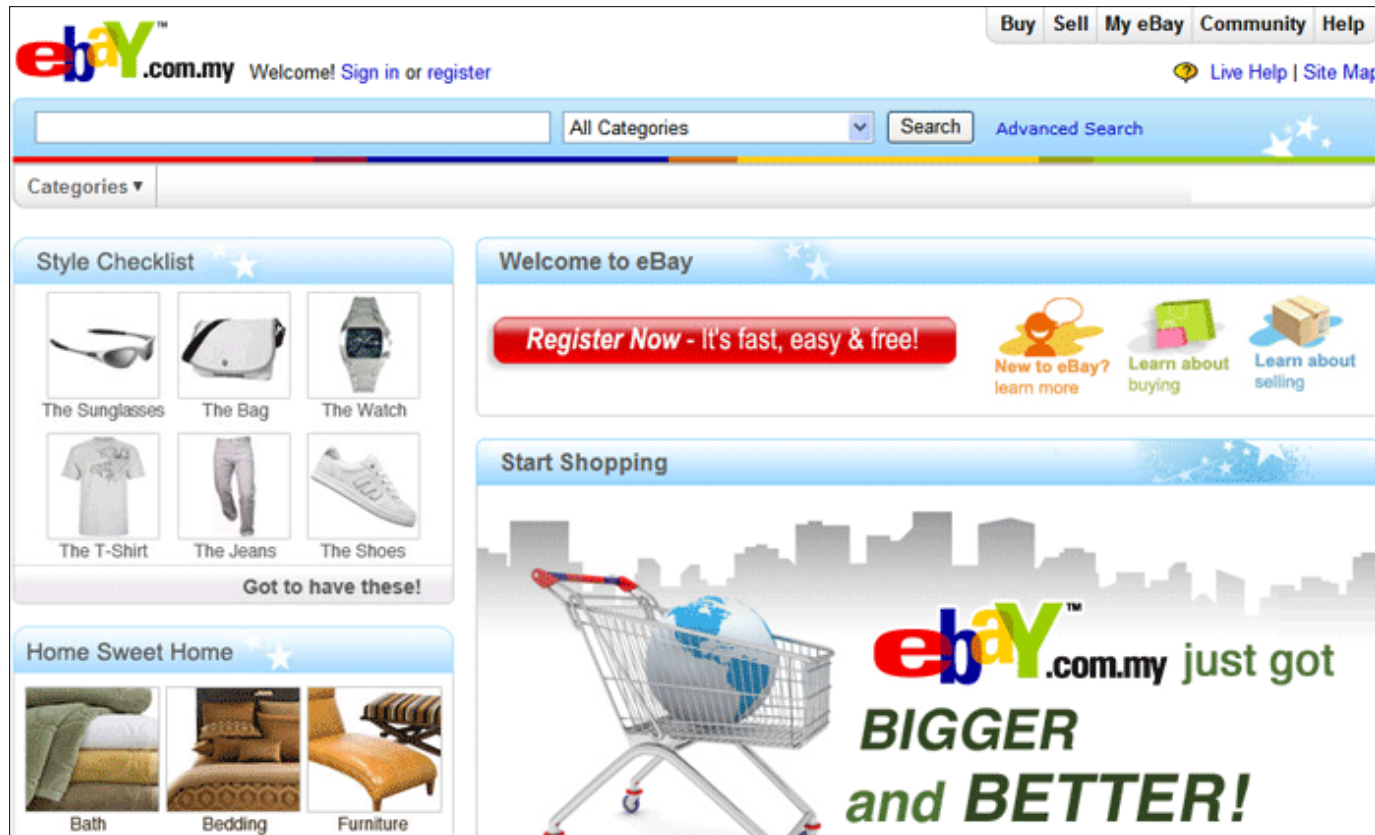 ebaY™.com.my
Welcome! Sign in or register
Buy Sell My eBay Community Help
Live Help | Site Map
All Categories
Search
Advanced Search
Categories
Style Checklist
The Sunglasses The Bag The Watch
The T-Shirt The Jeans The Shoes
Got to have these!
Home Sweet Home
Bath Bedding Furniture
Welcome to eBay
Register Now - It's fast, easy & free!
New to eBay?
learn more
Learn about
buying
Learn about
selling
Start Shopping
ebaY™.com.my just got
BIGGER
and BETTER!